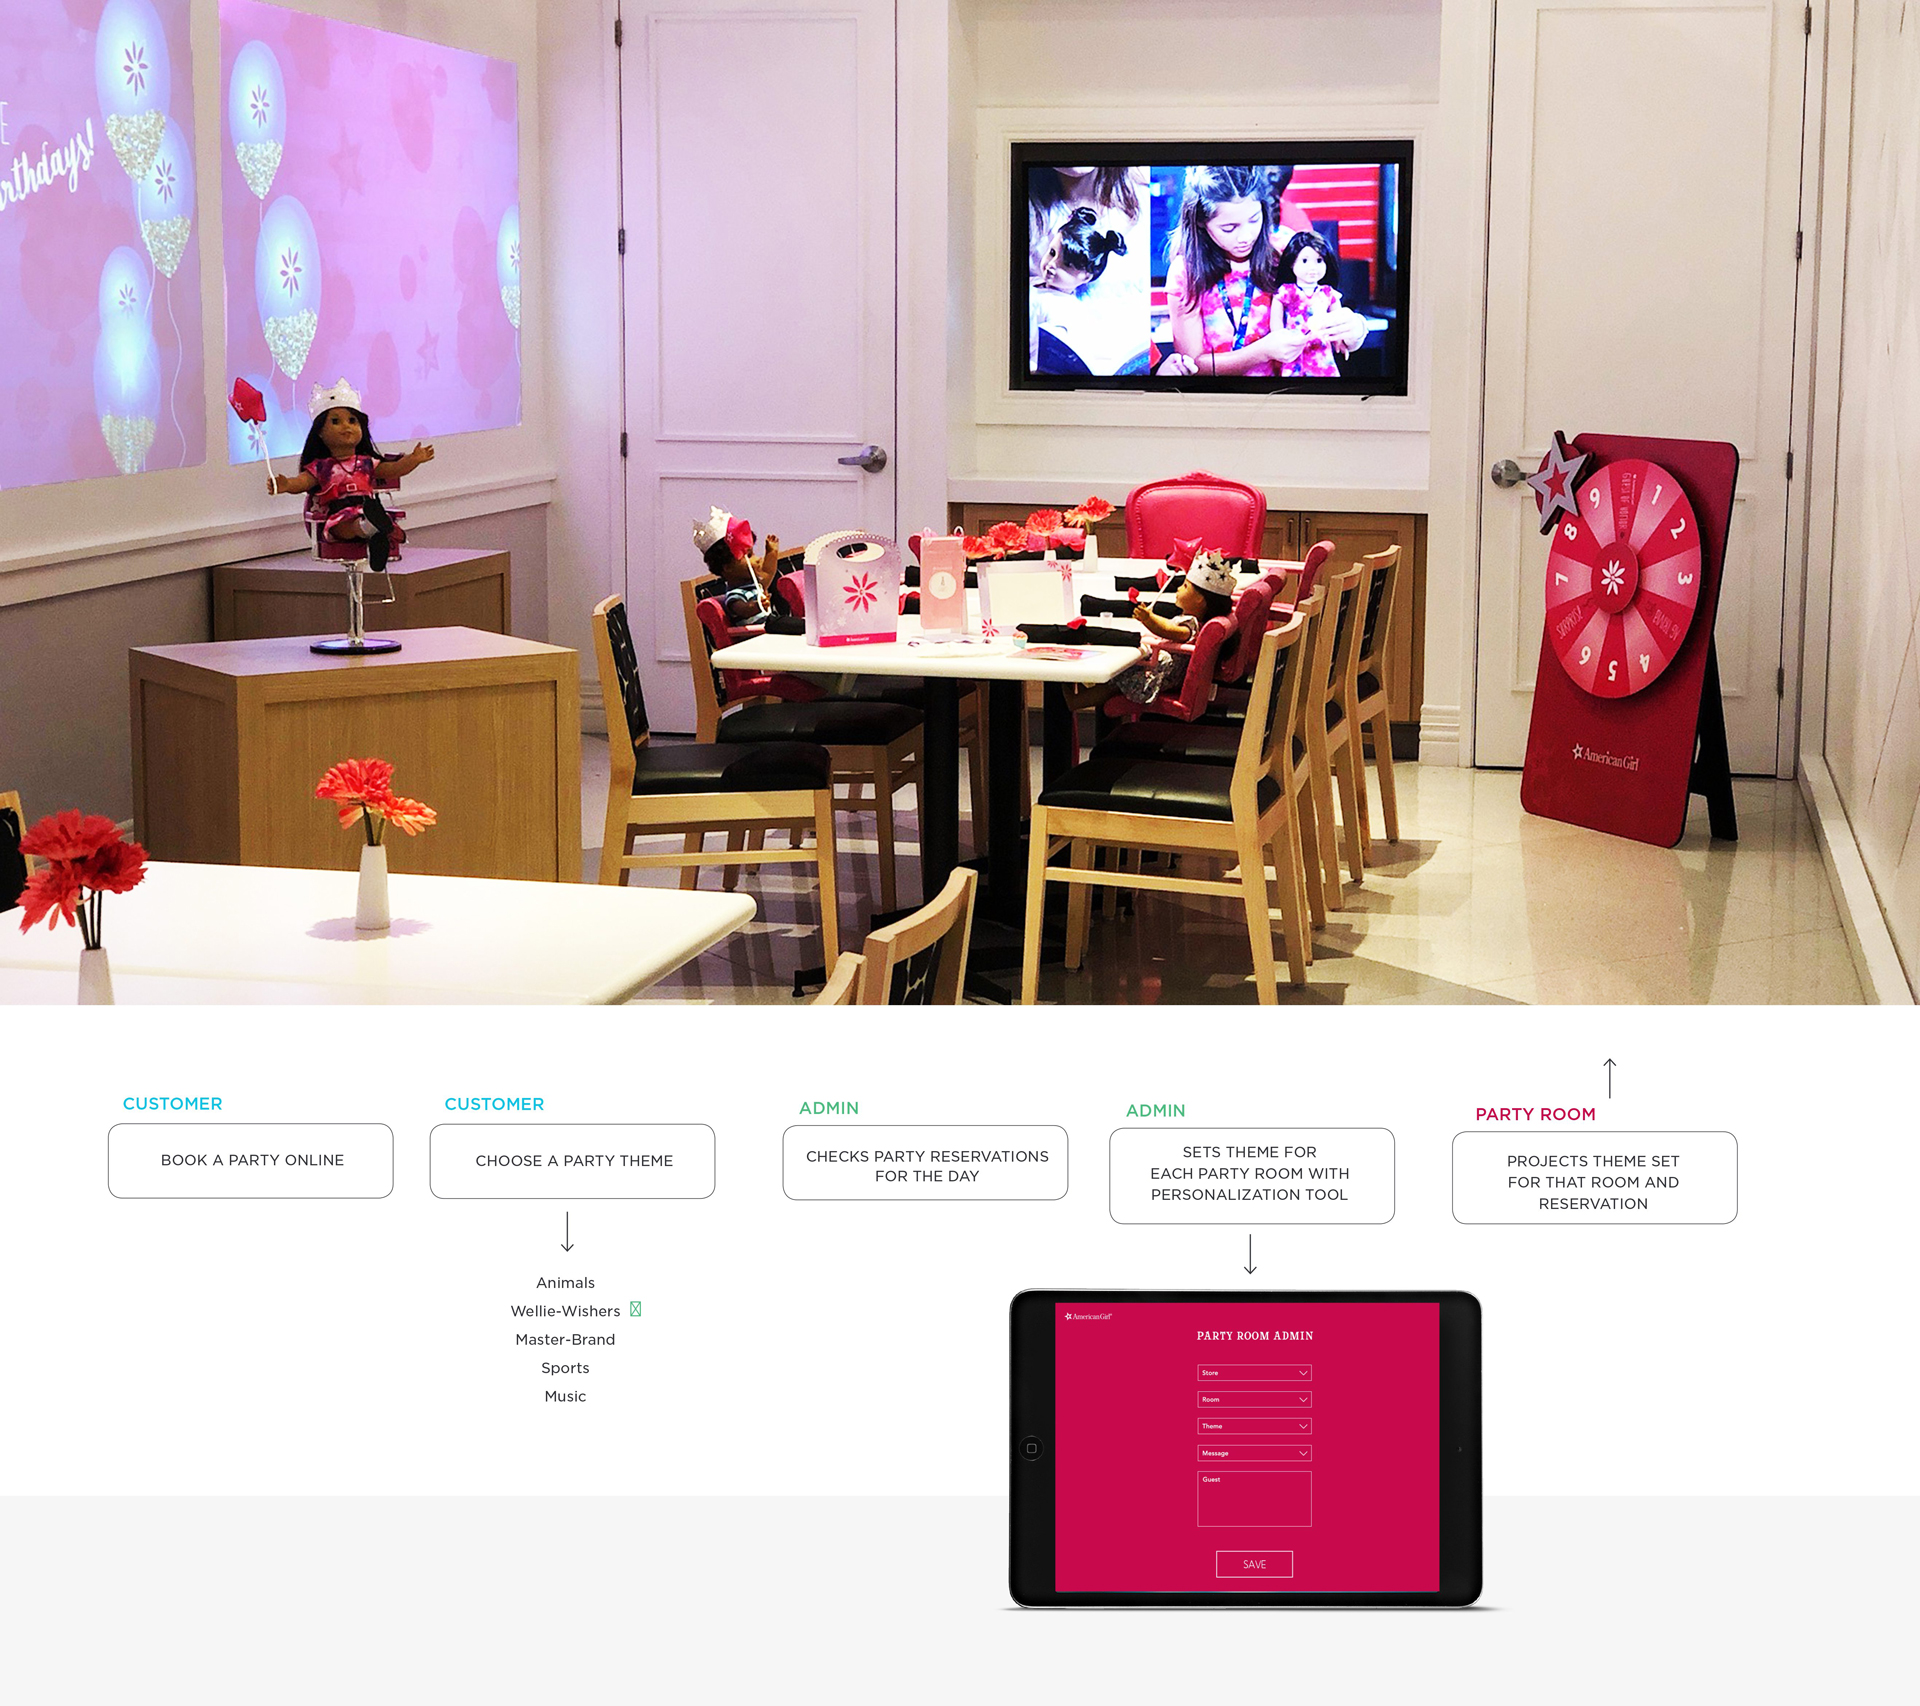 E
rthdays!
1
2
3
4
5
6
7
8
9
American Girl
CUSTOMER
BOOK A PARTY ONLINE
CUSTOMER
CHOOSE A PARTY THEME
Animals
Wellie-Wishers
Master-Brand
Sports
Music
ADMIN
CHECKS PARTY RESERVATIONS
FOR THE DAY
ADMIN
SETS THEME FOR
EACH PARTY ROOM WITH
PERSONALIZATION TOOL
American Girl®
PARTY ROOM ADMIN
Store
Room
Theme
Message
Guest
SAVE
PARTY ROOM
PROJECTS THEME SET
FOR THAT ROOM AND
RESERVATION